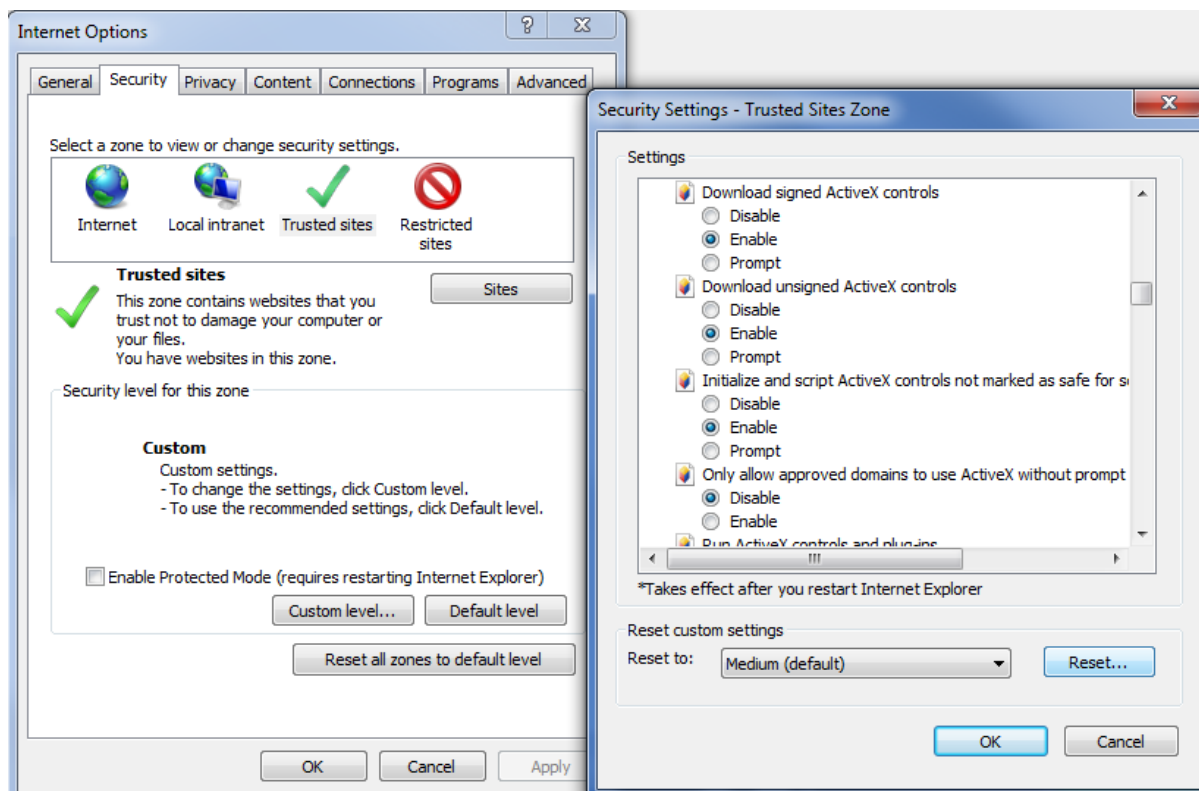 Internet Options
General Security Privacy Content Connections Programs Advanced
Select a zone to view or change security settings.
Internet
Local intranet
Trusted sites
Restricted
sites
Trusted sites
This zone contains websites that you
trust not to damage your computer or
your files.
You have websites in this zone.
Sites
Security level for this zone
Custom
Custom settings.
- To change the settings, click Custom level.
- To use the recommended settings, click Default level.
Enable Protected Mode (requires restarting Internet Explorer)
Custom level... Default level
Reset all zones to default level
OK Cancel Apply
Security Settings - Trusted Sites Zone
Settings
Download signed ActiveX controls
Disable
Enable
Prompt
Download unsigned ActiveX controls
Disable
Enable
Prompt
Initialize and script ActiveX controls not marked as safe for
Disable
Enable
Prompt
Only allow approved domains to use ActiveX without prompt
Disable
Enable
Run ActiveX controls and plug-ins
*Takes effect after you restart Internet Explorer
Reset custom settings
Reset to: Medium (default) Reset...
OK Cancel